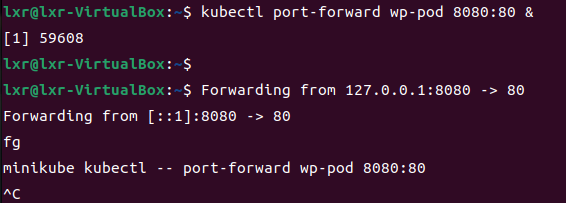 lxr@lxr-VirtualBox:~$ kubectl port-forward wp-pod 8080:80 &
[1] 59608
lxr@lxr-VirtualBox:~$
lxr@lxr-VirtualBox:~$ Forwarding from 127.0.0.1:8080 -> 80
Forwarding from [::1]:8080 -> 80
fg
minikube kubectl -- port-forward wp-pod 8080:80
^C